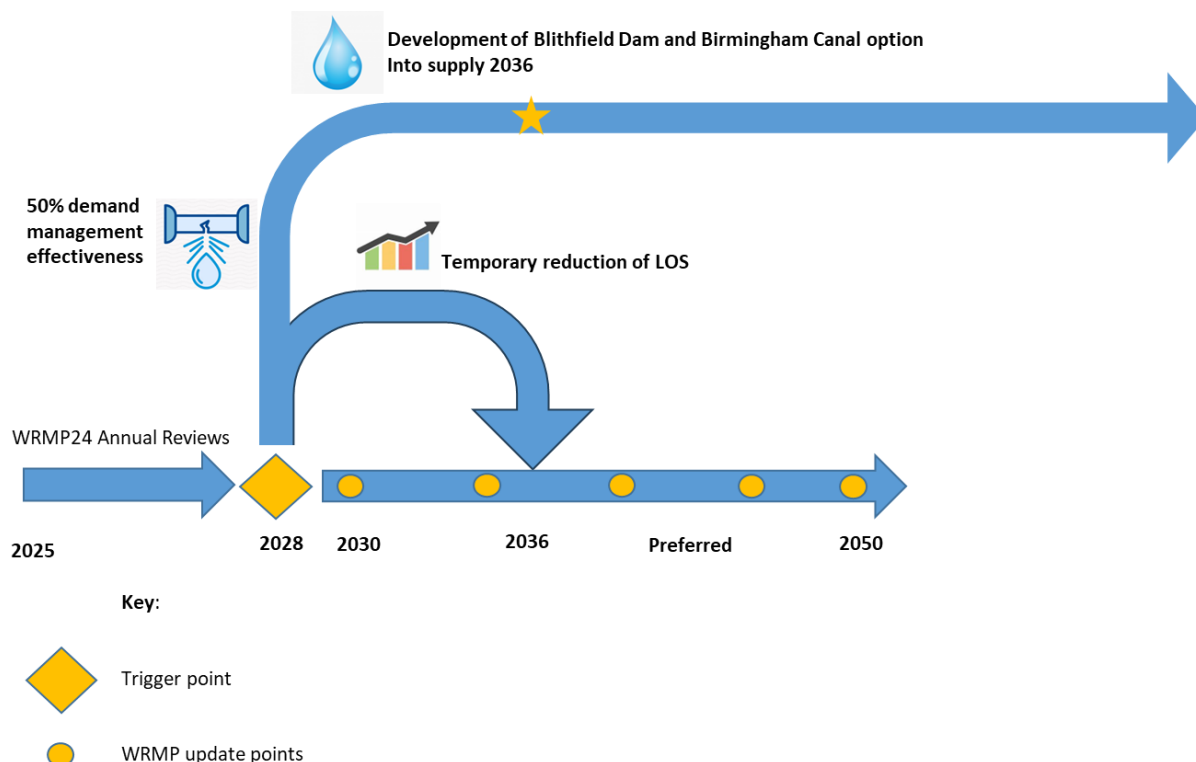 Development of Blithfield Dam and Birmingham Canal option
Into supply 2036
50% demand
management
effectiveness
Temporary reduction of LOS
WRMP24 Annual Reviews
2025
2028
2030
2036
Preferred
2050
Key:
Trigger point
WRMP update points